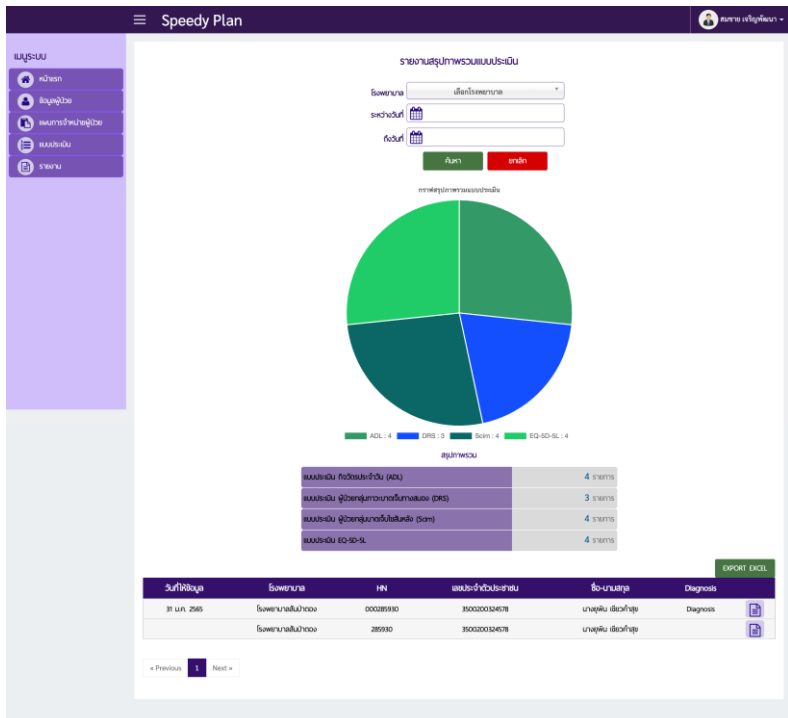 Speedy Plan
สมชาย เจริญพัฒนา
เมนูระบบ
หน้าแรก
ข้อมูลผู้ป่วย
แผนการจำหน่ายผู้ป่วย
แบบประเมิน
รายงาน
รายงานสรุปภาพรวมแบบประเมิน
โรงพยาบาล เลือกโรงพยาบาล
ระหว่างวันที่
ถึงวันที่
ค้นหา ยกเลิก
กราฟสรุปภาพรวมแบบประเมิน
ADL : 4 DRS : 3 Scim : 4 EQ-5D-5L : 4
สรุปภาพรวม
แบบประเมิน กิจวัตรประจำวัน (ADL) 4 รายการ
แบบประเมิน ผู้ป่วยกลุ่มภาวะบาดเจ็บทางสมอง (DRS) 3 รายการ
แบบประเมิน ผู้ป่วยกลุ่มบาดเจ็บไขสันหลัง (Scim) 4 รายการ
แบบประเมิน EQ-5D-5L 4 รายการ
EXPORT EXCEL
วันที่ให้ข้อมูล โรงพยาบาล HN เลขประจำตัวประชาชน ชื่อ-นามสกุล Diagnosis
31 ม.ค. 2565 โรงพยาบาลสันป่าตอง 000285930 3500200324578 นางยุพิน เขียวคำสุข Diagnosis
โรงพยาบาลสันป่าตอง 285930 3500200324578 นางยุพิน เขียวคำสุข
« Previous 1 Next »